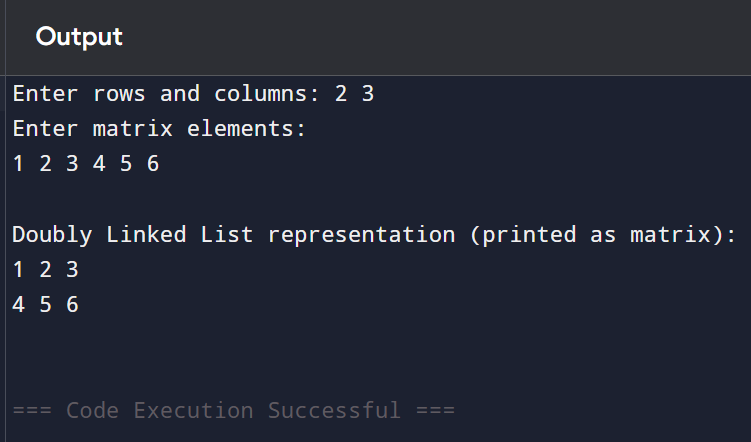 Output
Enter rows and columns: 2 3
Enter matrix elements:
1 2 3 4 5 6
Doubly Linked List representation (printed as matrix):
1 2 3
4 5 6
=== Code Execution Successful ===